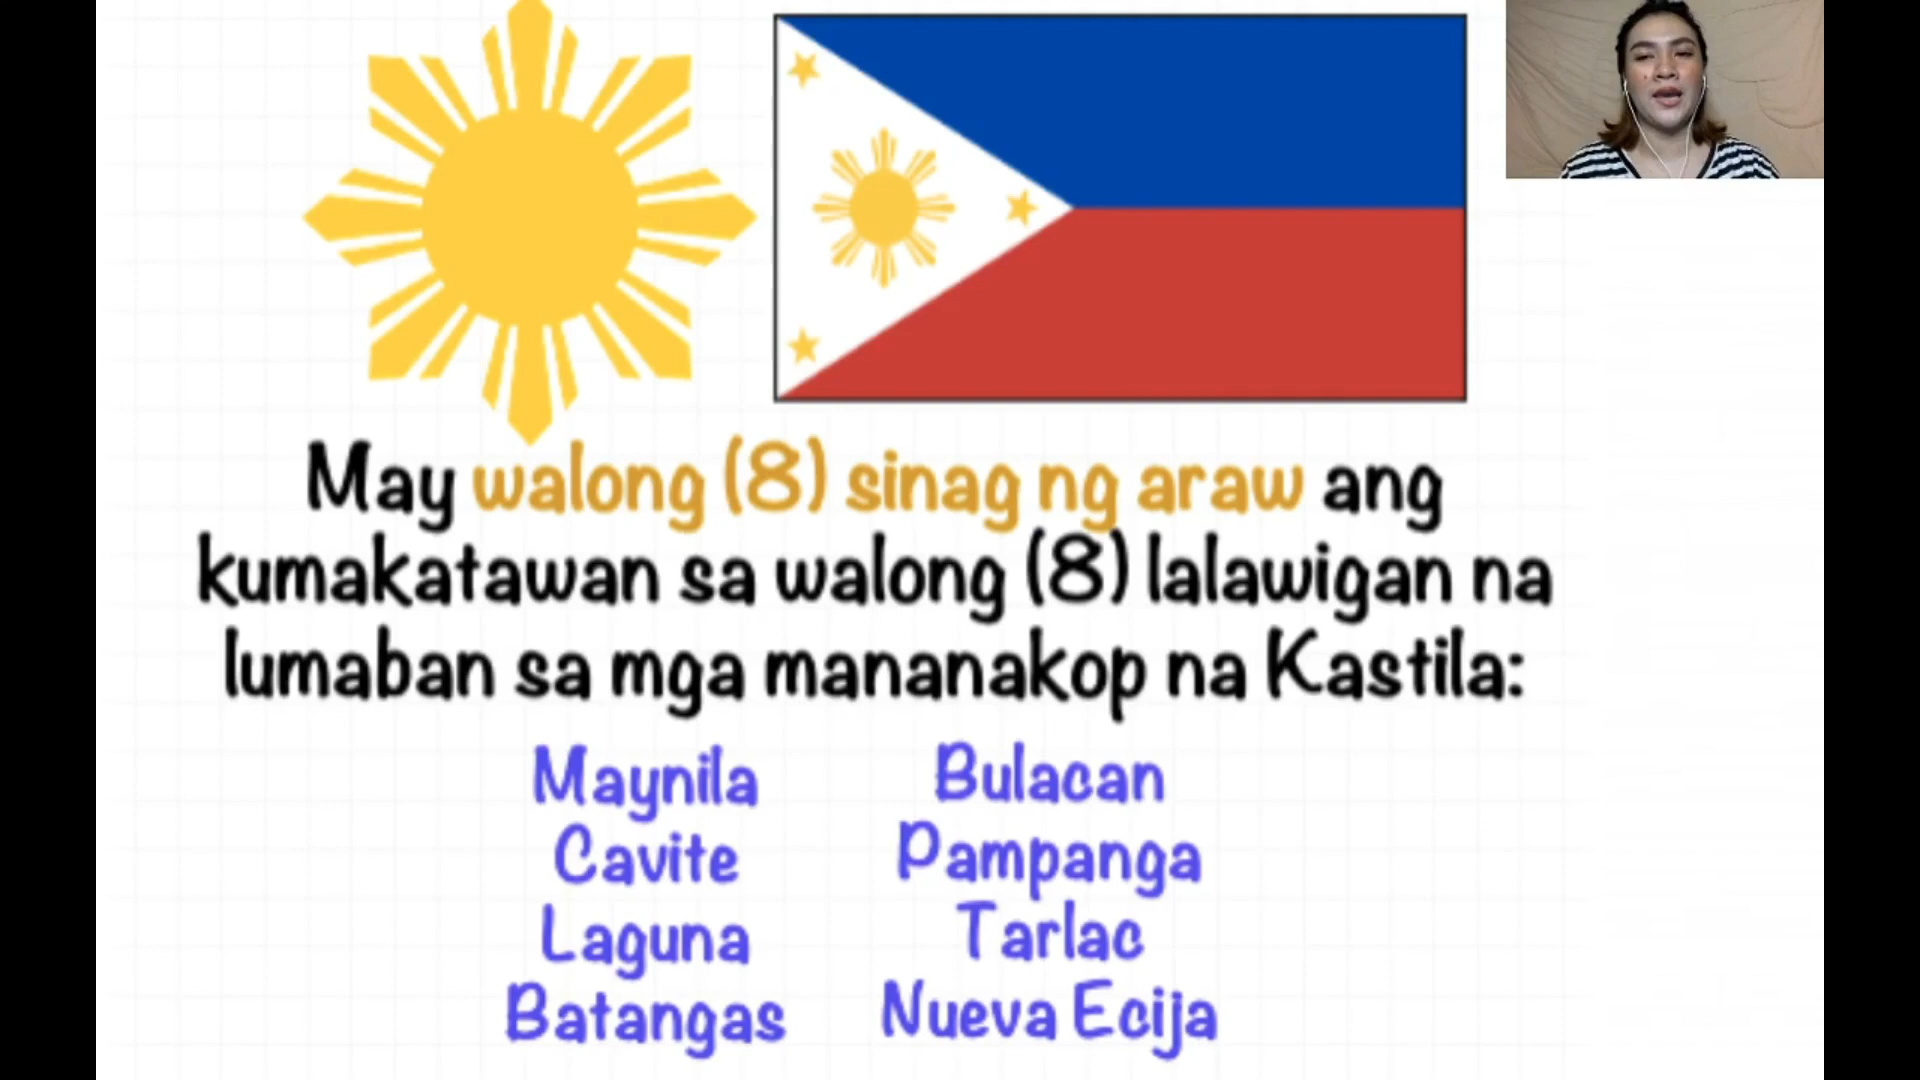 May walong (8) sinag ng araw ang
kumakatawan sa walong (8) lalawigan na
lumaban sa mga mananakop na Kastila:
Maynila
Cavite
Laguna
Batangas
Bulacan
Pampanga
Tarlac
Nueva Ecija